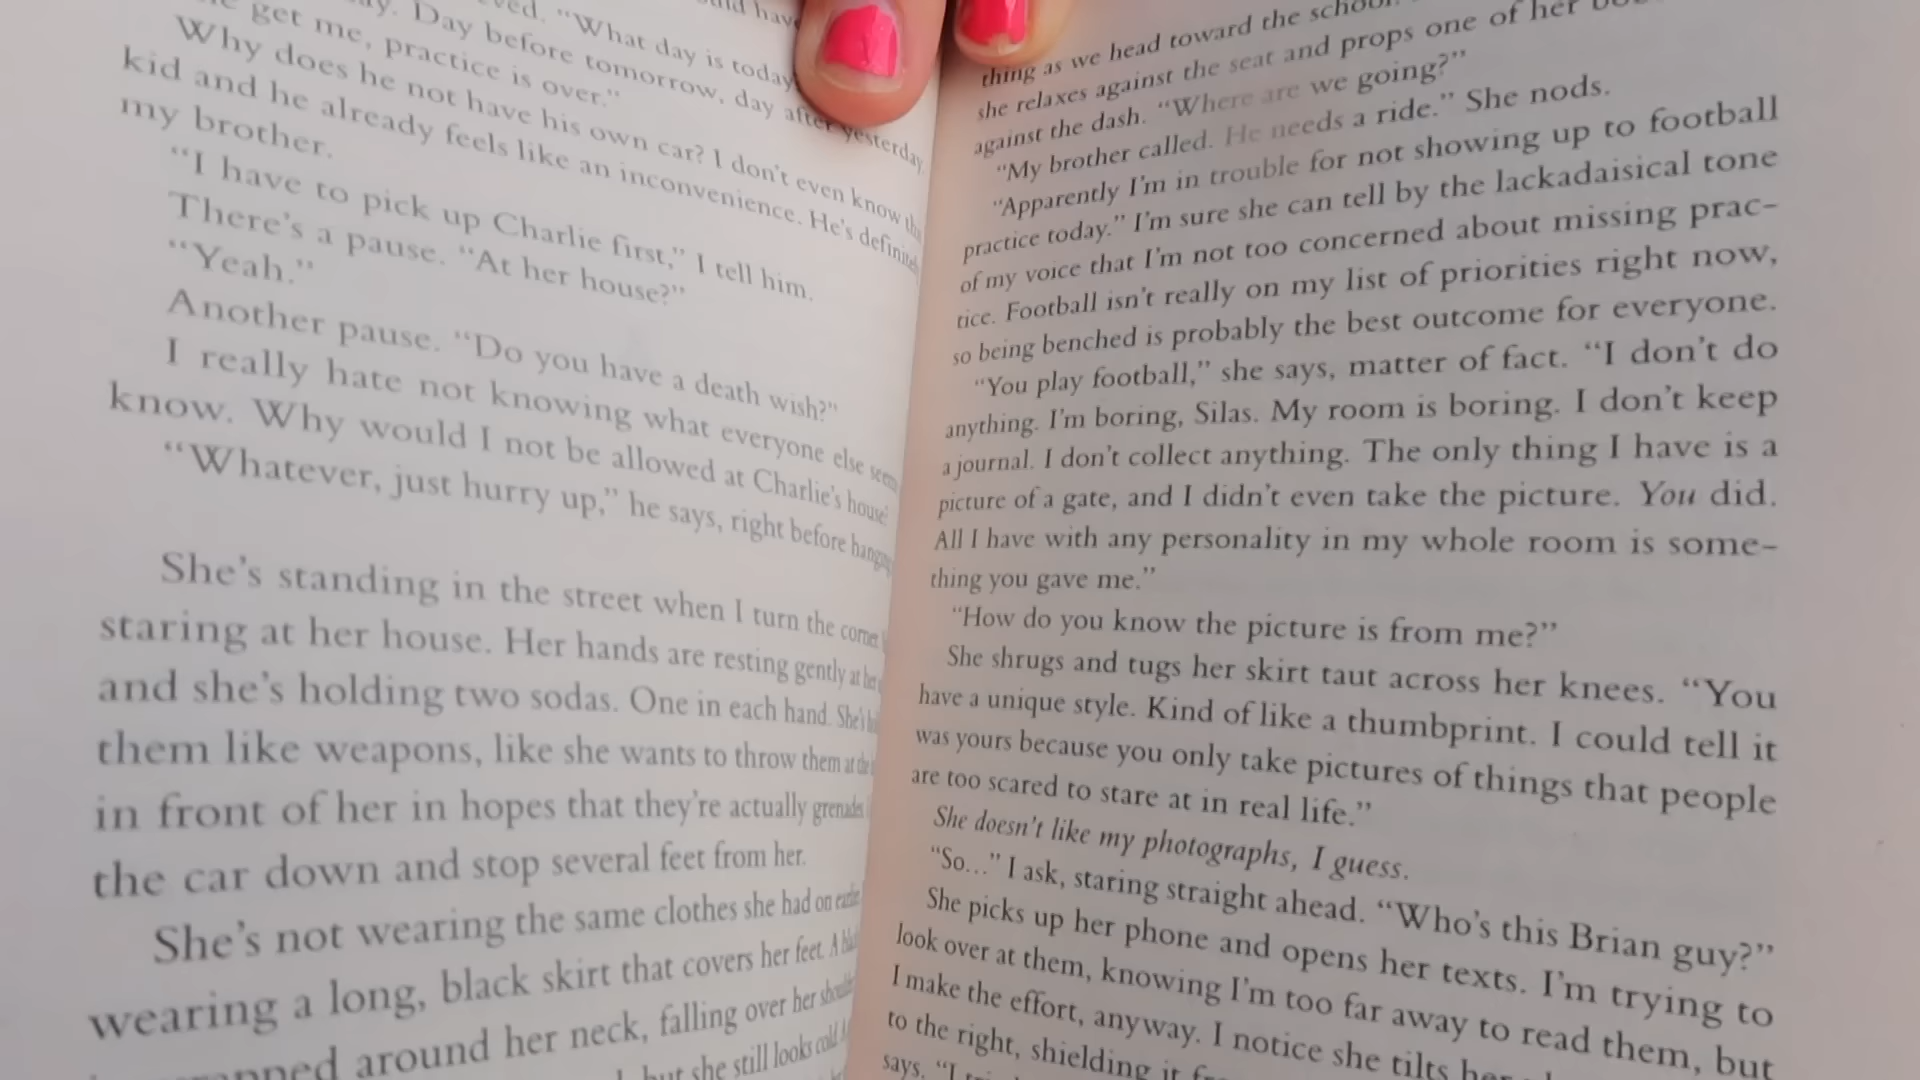 get me, practice is over.”
Day before tomorrow, day after yesterday.
“What day is today
Why does he not have his own car? I don't even know
kid and he already feels like an inconvenience. He's
my brother.
“I have to pick up Charlie first,” I tell him.
There's a pause. “At her house?”
“Yeah.”
Another pause. “Do you have a death wish?”
I really hate not knowing what everyone else
know. Why would I not be allowed at Charlie's house
“Whatever, just hurry up,” he says, right before
She's standing in the street when I turn the corner
staring at her house. Her hands are resting gently at her
and she's holding two sodas. One in each hand. She's
them like weapons, like she wants to throw them at the
in front of her in hopes that they're actually grenades
the car down and stop several feet from her.
She's not wearing the same clothes she had on
wearing a long, black skirt that covers her feet. A
around her neck, falling over her
but she still looks
thing as we head toward the school.
she relaxes against the seat and props one of her
against the dash. “Where are we going?”
“My brother called. He needs a ride.” She nods.
“Apparently I'm in trouble for not showing up to football
practice today.” I'm sure she can tell by the lackadaisical tone
of my voice that I'm not too concerned about missing prac-
tice. Football isn't really on my list of priorities right now,
so being benched is probably the best outcome for everyone.
“You play football,” she says, matter of fact. “I don't do
anything. I'm boring, Silas. My room is boring. I don't keep
a journal. I don't collect anything. The only thing I have is a
picture of a gate, and I didn't even take the picture. You did.
All I have with any personality in my whole room is some-
thing you gave me.”
“How do you know the picture is from me?”
She shrugs and tugs her skirt taut across her knees. “You
have a unique style. Kind of like a thumbprint. I could tell it
was yours because you only take pictures of things that people
are too scared to stare at in real life.”
She doesn't like my photographs, I guess.
“So...” I ask, staring straight ahead. “Who's this Brian guy?”
She picks up her phone and opens her texts. I'm trying to
look over at them, knowing I'm too far away to read them, but
I make the effort, anyway. I notice she tilts her
to the right, shielding it
says. “I